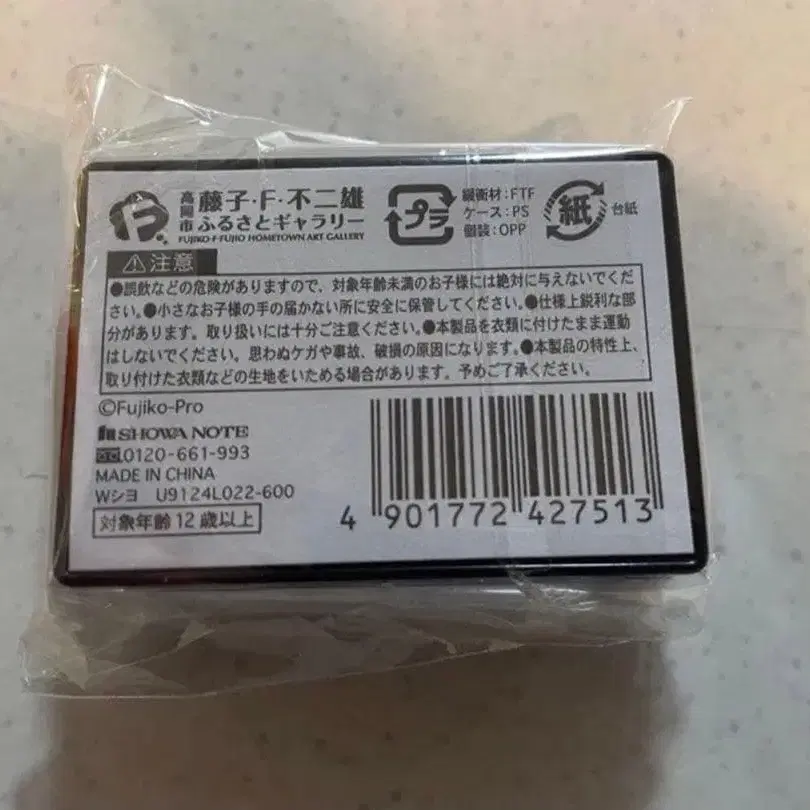 高岡市
藤子・F・不二雄
ふるさとギャラリー
FUJIKO・F・FUJIO HOMETOWN ART GALLERY
プラ
緩衝材:FTF
ケース:PS
個装:OPP
紙
台紙
⚠注意
●誤飲などの危険がありますので、対象年齢未満のお子様には絶対に与えないでくだ
さい。●小さなお子様の手の届かない所に安全に保管してください。●仕様上鋭利な部
分があります。取り扱いには十分ご注意ください。●本製品を衣類に付けたまま運動
はしないでください。思わぬケガや事故、破損の原因になります。●本製品の特性上、
取り付けた衣類などの生地をいためる場合があります。予めご了承ください。
©Fujiko-Pro
SHOWA NOTE
0120-661-993
MADE IN CHINA
Wシヨ U9124L022-600
対象年齢12歳以上
4 901772 427513